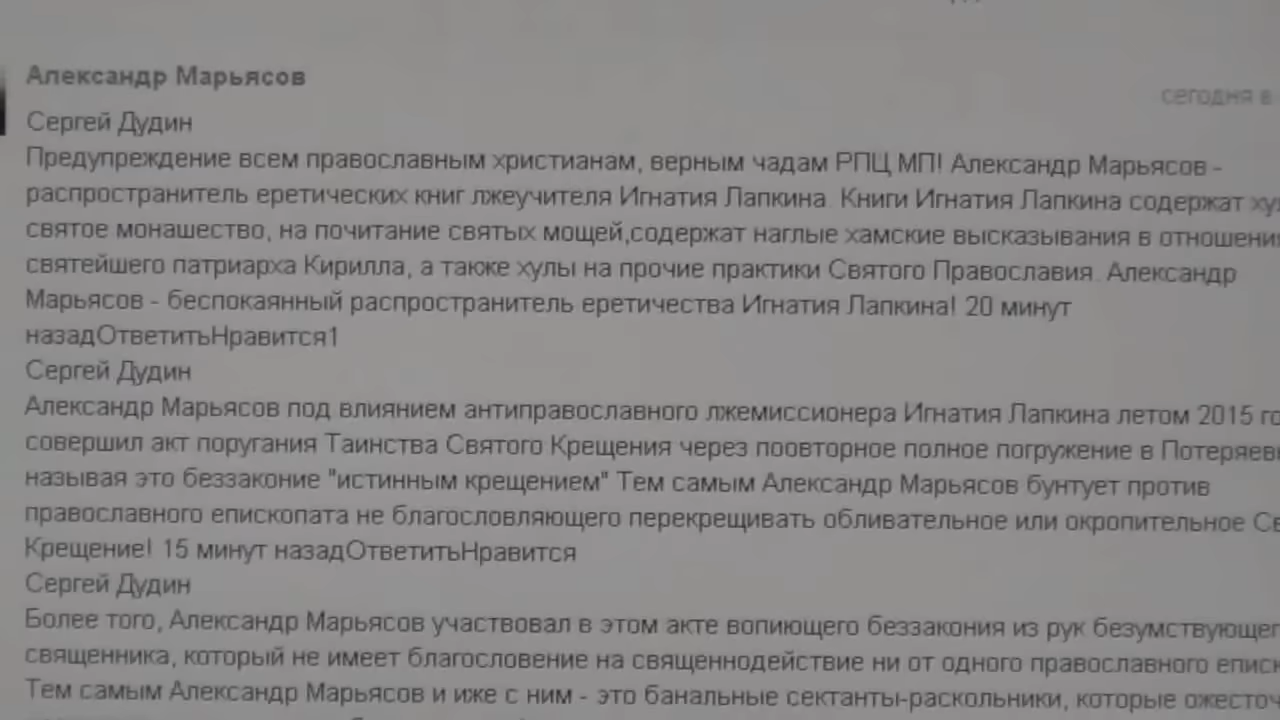 Александр Марьясов
сегодня в
Сергей Дудин
Предупреждение всем православным христианам, верным чадам РПЦ МП! Александр Марьясов -
распространитель еретических книг лжеучителя Игнатия Лапкина. Книги Игнатия Лапкина содержат
святое монашество, на почитание святых мощей,содержат наглые хамские высказывания в
святейшего патриарха Кирилла, а также хулы на прочие практики Святого Православия. Александр
Марьясов - беспокаянный распространитель еретичества Игнатия Лапкина! 20 минут
назадОтветитьНравится1
Сергей Дудин
Александр Марьясов под влиянием антиправославного лжемиссионера Игнатия Лапкина летом 2015
совершил акт поругания Таинства Святого Крещения через поовторное полное погружение в
называя это беззаконие "истинным крещением" Тем самым Александр Марьясов бунтует против
православного епископата не благословляющего перекрещивать обливательное или окропительное
Крещение! 15 минут назадОтветитьНравится
Сергей Дудин
Более того, Александр Марьясов участвовал в этом акте вопиющего беззакония из рук
священника, который не имеет благословение на священнодействие ни от одного православного
Тем самым Александр Марьясов и иже с ним - это банальные сектанты-раскольники, которые